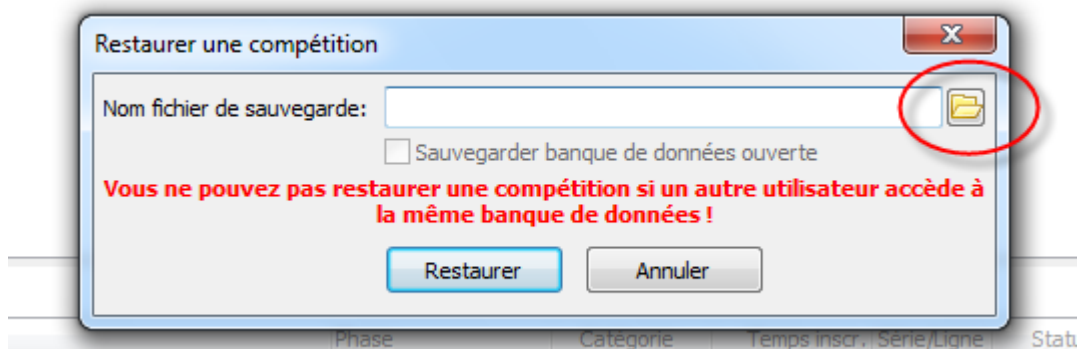 Restaurer une compétition
Nom fichier de sauvegarde:
Sauvegarder banque de données ouverte
Vous ne pouvez pas restaurer une compétition si un autre utilisateur accède à
la même banque de données !
Restaurer Annuler
Phase Catégorie Temps inscr. Série/Ligne Statu